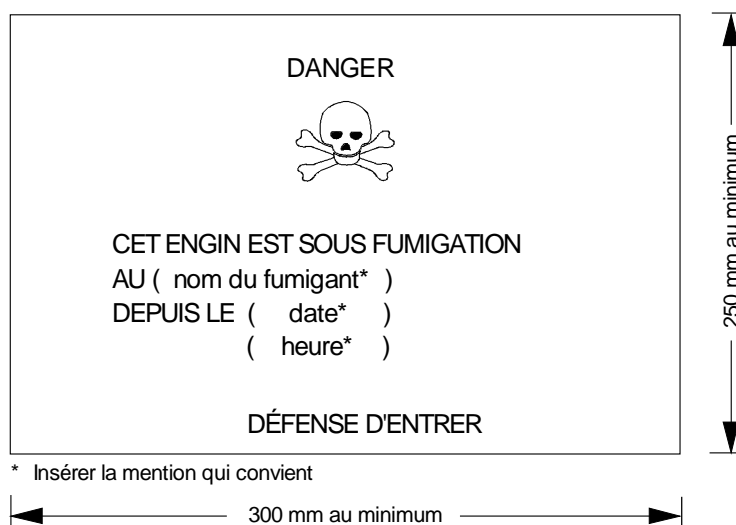 DANGER
CET ENGIN EST SOUS FUMIGATION
AU ( nom du fumigant* )
DEPUIS LE ( date* )
( heure* )
DÉFENSE D'ENTRER
* Insérer la mention qui convient
300 mm au minimum
250 mm au minimum